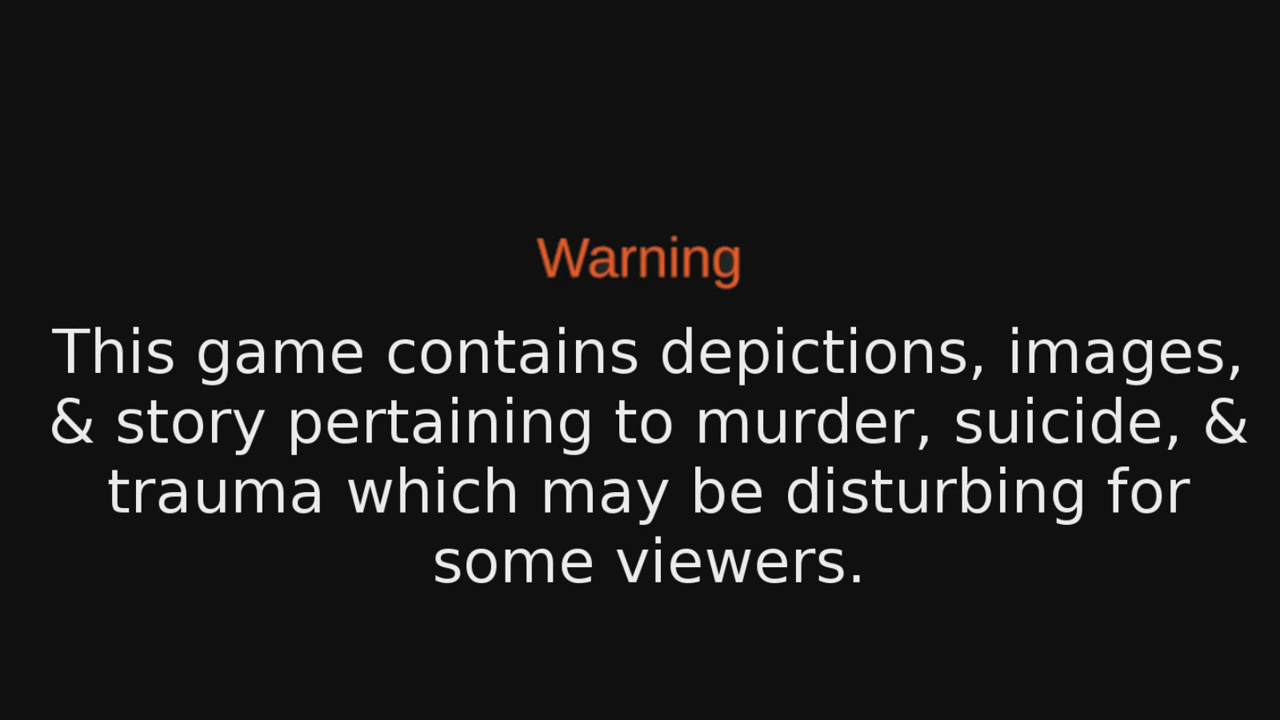 Warning
This game contains depictions, images,
& story pertaining to murder, suicide, &
trauma which may be disturbing for
some viewers.